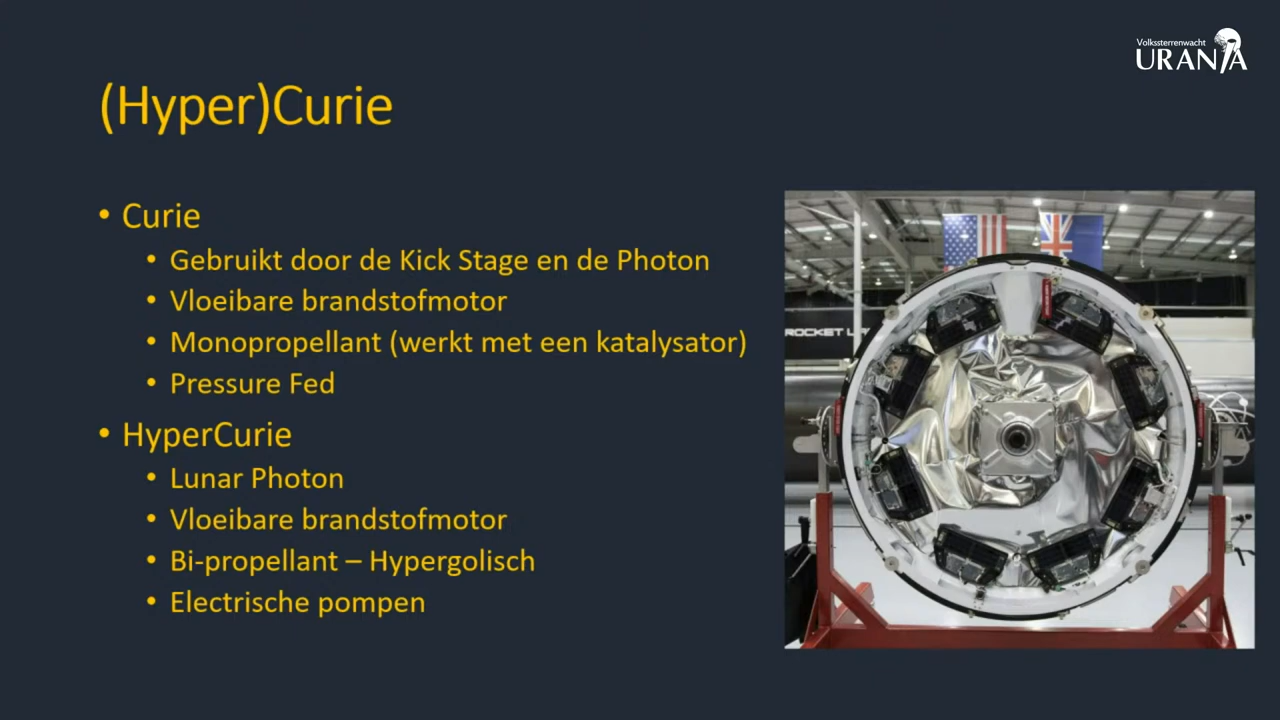 Volkssterrenwacht
URANIA
(Hyper)Curie
• Curie
• Gebruikt door de Kick Stage en de Photon
• Vloeibare brandstofmotor
• Monopropellant (werkt met een katalysator)
• Pressure Fed
• HyperCurie
• Lunar Photon
• Vloeibare brandstofmotor
• Bi-propellant – Hypergolisch
• Electrische pompen
ROCKET